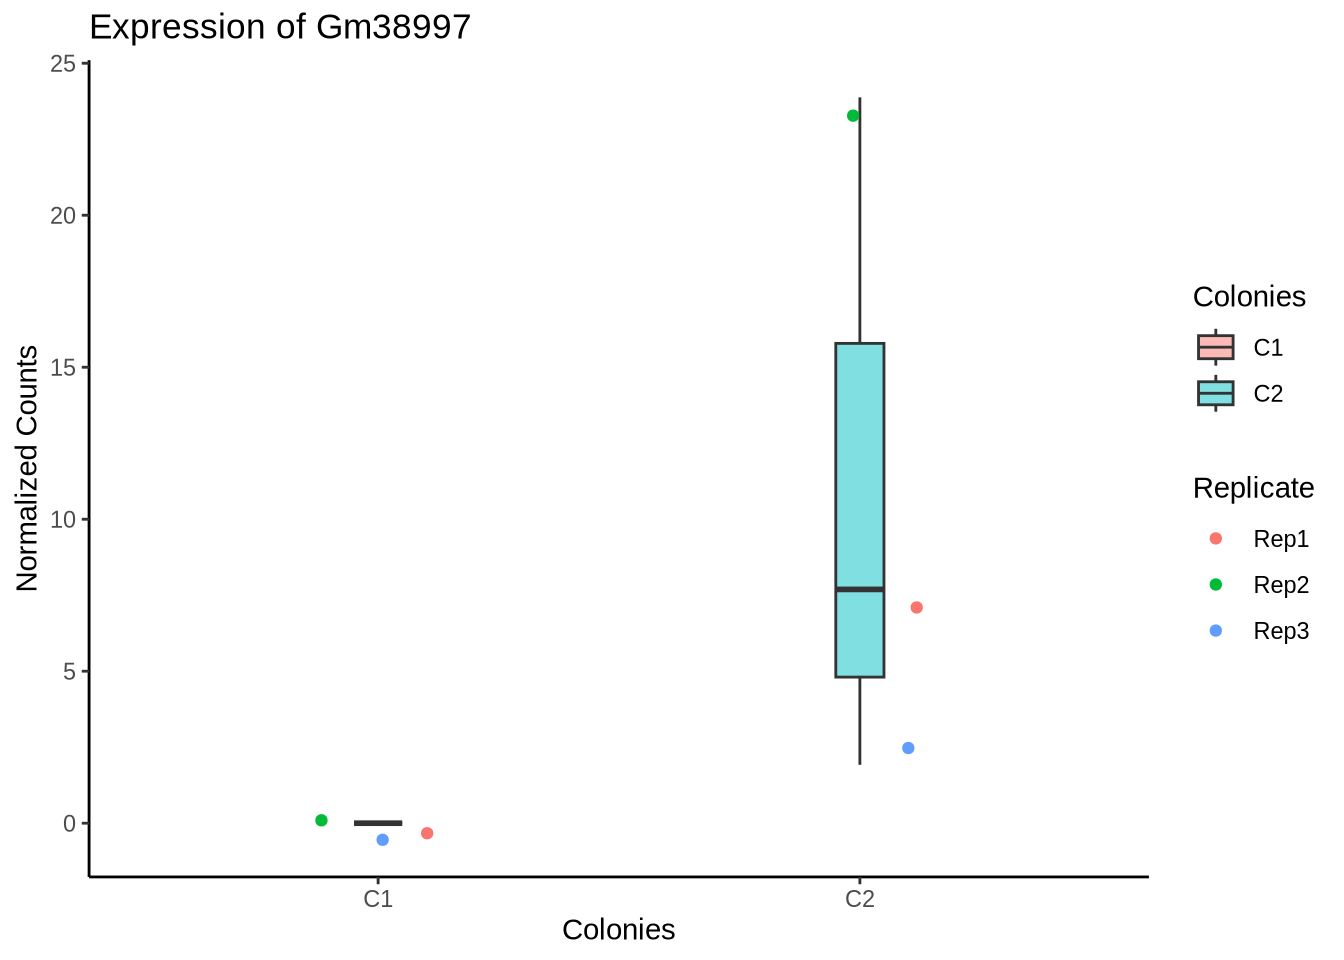 Expression of Gm38997
25
20
15
10
5
0
Normalized Counts
C1
C2
Colonies
Colonies
C1
C2
Replicate
Rep1
Rep2
Rep3